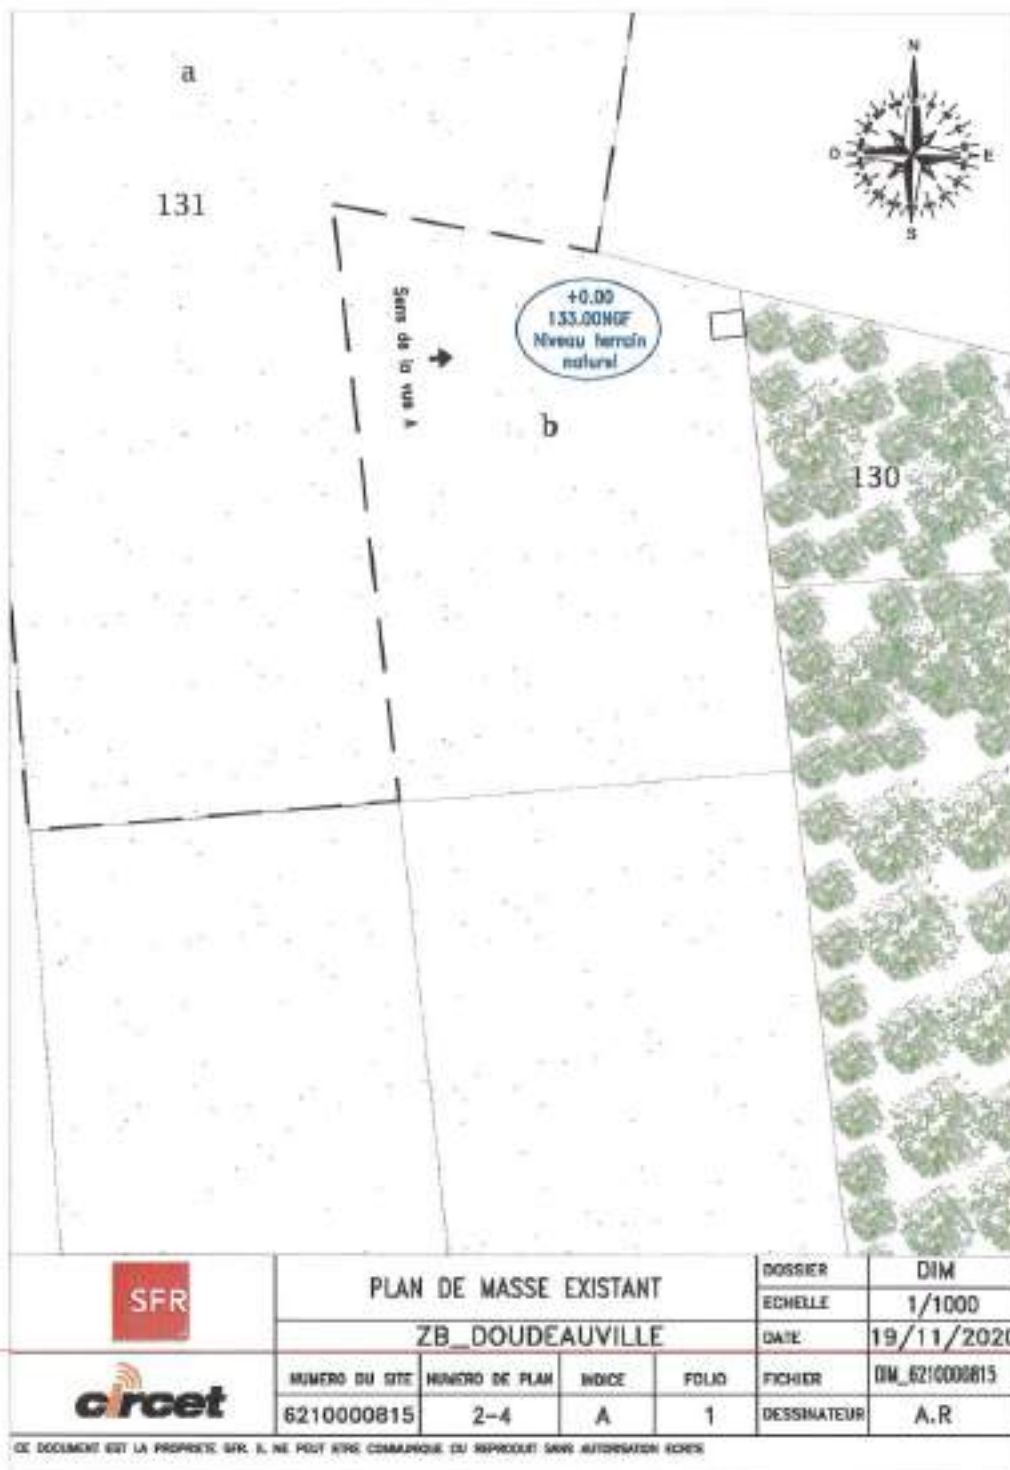 a
N
O
E
S
131
+0.00
133.00NGF
Niveau terrain
naturel
Sens de la vue A
b
130
SFR
PLAN DE MASSE EXISTANT
DOSSIER DIM
ECHELLE 1/1000
ZB_DOUDEAUVILLE
DATE 19/11/2020
circet
NUMERO DU SITE NUMERO DE PLAN INDICE FOLIO
FICHIER DIM_6210000815
6210000815 2-4 A 1
DESSINATEUR A.R
CE DOCUMENT EST LA PROPRIETE SFR. IL NE PEUT ETRE COMMUNIQUE OU REPRODUIT SANS AUTORISATION ECRITE